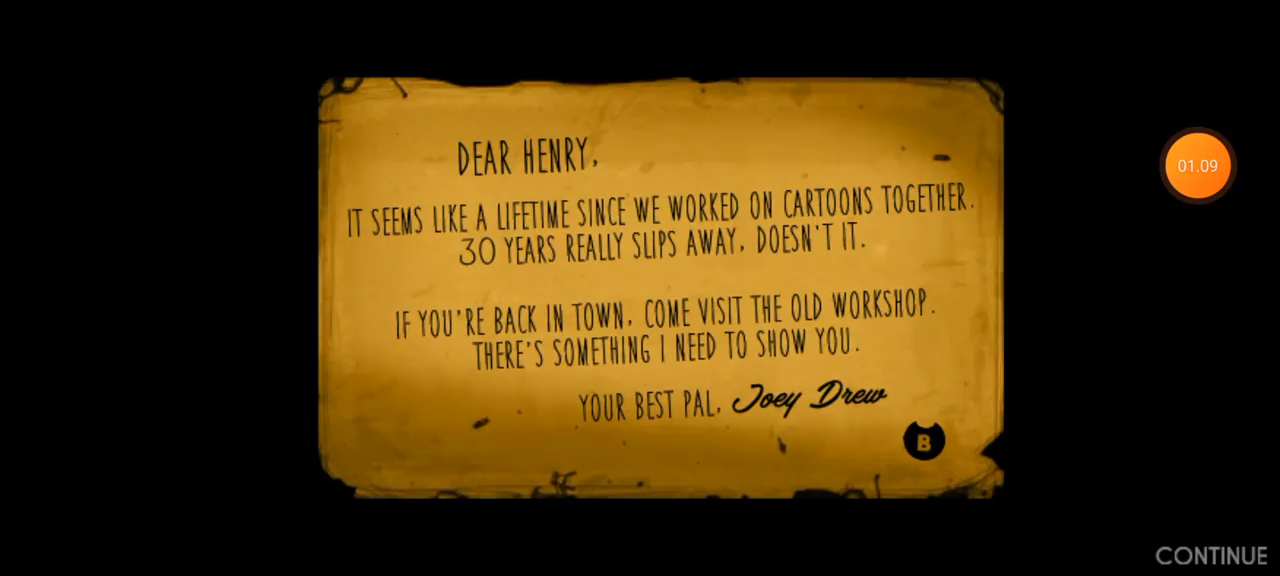 DEAR HENRY,
IT SEEMS LIKE A LIFETIME SINCE WE WORKED ON CARTOONS TOGETHER.
30 YEARS REALLY SLIPS AWAY, DOESN'T IT.
IF YOU'RE BACK IN TOWN, COME VISIT THE OLD WORKSHOP.
THERE'S SOMETHING I NEED TO SHOW YOU.
YOUR BEST PAL, Joey Drew
B
01.09
CONTINUE